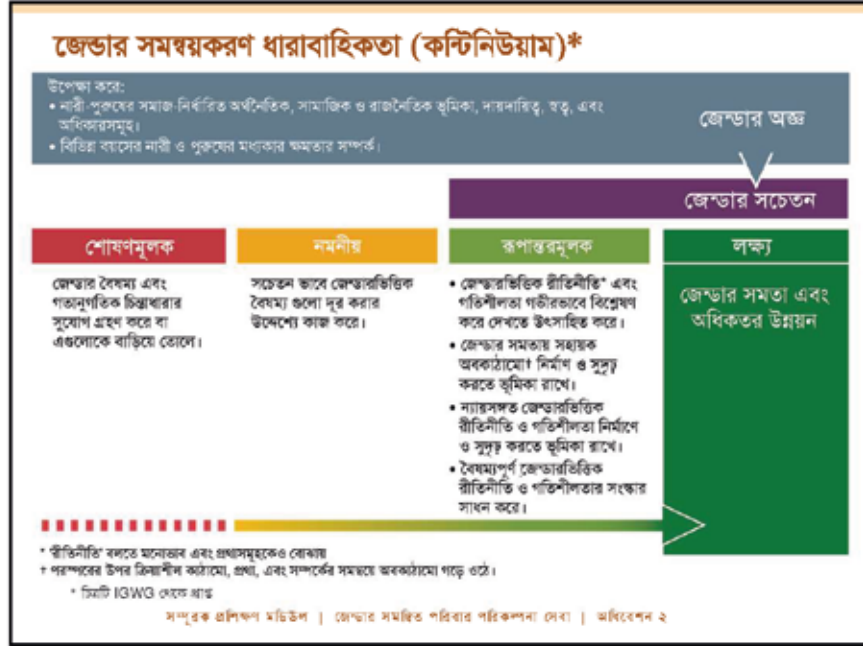 জেন্ডার সমন্বয়করণ ধারাবাহিকতা (কন্টিনিউয়াম)*
উপেক্ষা করে:
• নারী-পুরুষের সমাজ-নির্ধারিত অর্থনৈতিক, সামাজিক ও রাজনৈতিক ভূমিকা, দায়দায়িত্ব, স্বত্ব, এবং
অধিকারসমূহ।
• বিভিন্ন বয়সের নারী ও পুরুষের মধ্যকার ক্ষমতার সম্পর্ক।
জেন্ডার অজ্ঞ
জেন্ডার সচেতন
শোষণমূলক
জেন্ডার বৈষম্য এবং
গতানুগতিক চিন্তাধারার
সুযোগ গ্রহণ করে বা
এগুলোকে বাড়িয়ে তোলে।
নমনীয়
সচেতন ভাবে জেন্ডারভিত্তিক
বৈষম্য গুলো দূর করার
উদ্দেশ্যে কাজ করে।
রূপান্তরমূলক
• জেন্ডারভিত্তিক রীতিনীতি* এবং
গতিশীলতা গভীরভাবে বিশ্লেষণ
করে দেখতে উৎসাহিত করে।
• জেন্ডার সমতায় সহায়ক
অবকাঠামো† নির্মাণ ও সুদৃঢ়
করতে ভূমিকা রাখে।
• ন্যায়সঙ্গত জেন্ডারভিত্তিক
রীতিনীতি ও গতিশীলতা নির্মাণে
ও সুদৃঢ় করতে ভূমিকা রাখে।
• বৈষম্যপূর্ণ জেন্ডারভিত্তিক
রীতিনীতি ও গতিশীলতার সংস্কার
সাধন করে।
লক্ষ্য
জেন্ডার সমতা এবং
অধিকতর উন্নয়ন
* 'রীতিনীতি' বলতে মনোভাব এবং প্রথাসমূহকেও বোঝায়
† পরস্পরের উপর ক্রিয়াশীল কাঠামো, প্রথা, এবং সম্পর্কের সমন্বয়ে অবকাঠামো গড়ে ওঠে।
* চিত্রটি IGWG থেকে প্রাপ্ত
সম্পূরক প্রশিক্ষণ মডিউল | জেন্ডার সমন্বিত পরিবার পরিকল্পনা সেবা | অধিবেশন ২